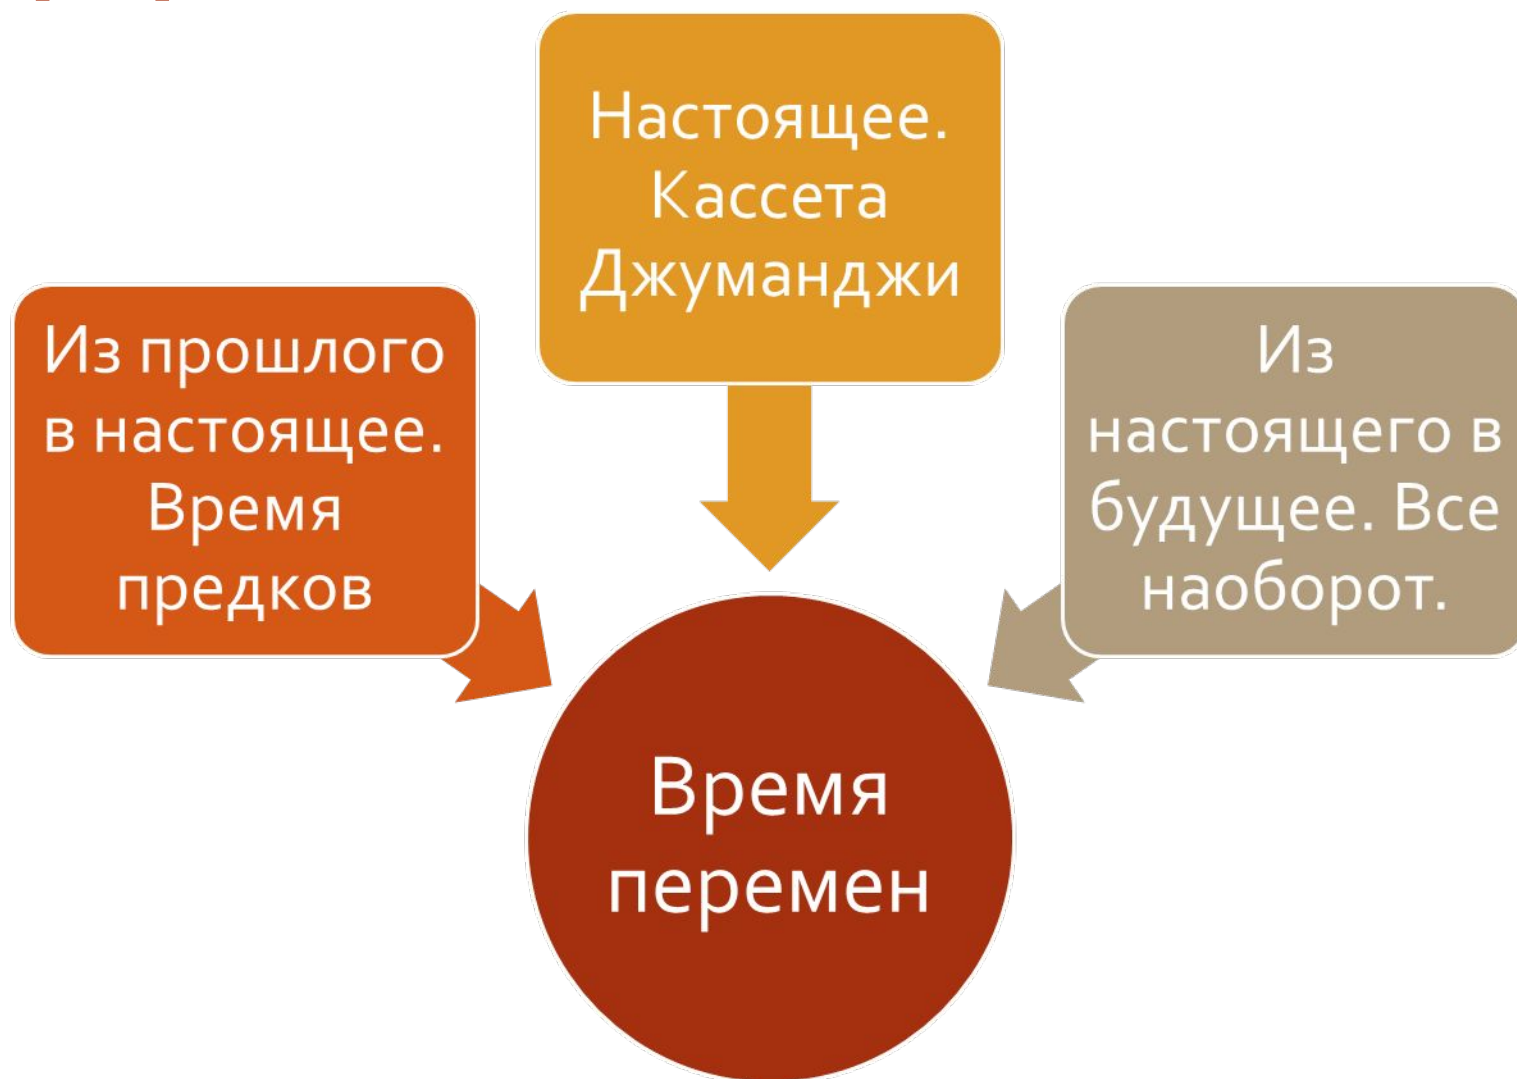 Настоящее.
Кассета
Джуманджи
Из прошлого
в настоящее.
Время
предков
Из
настоящего в
будущее. Все
наоборот.
Время
перемен